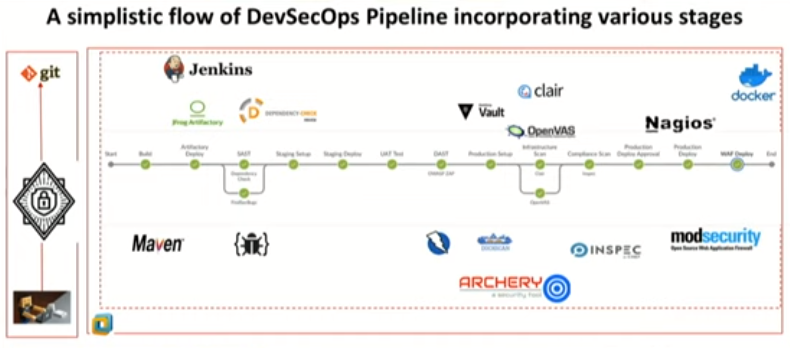 A simplistic flow of DevSecOps Pipeline incorporating various stages
git
Jenkins
JFrog Artifactory
DEPENDENCY-CHECK
Vault
clair
OpenVAS
Nagios®
docker
Start
Build
Artifactory Deploy
SAST
Staging Setup
Staging Deploy
UAT Test
DAST
Production Setup
Infrastructure Scan
Compliance Scan
Production Deploy Approval
Production Deploy
WAF Deploy
End
Dependency Check
OWASP ZAP
Clair
Inspec
FindSecBugs
OpenVAS
Maven
INSPEC
modsecurity
Open Source Web Application Firewall
ARCHERY
A security tool